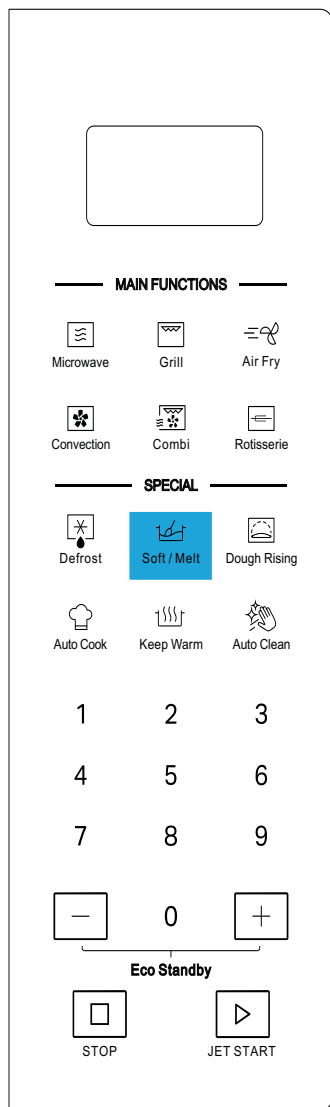 MAIN FUNCTIONS
Microwave Grill Air Fry
Convection Combi Rotisserie
SPECIAL
Defrost Soft / Melt Dough Rising
Auto Cook Keep Warm Auto Clean
1 2 3
4 5 6
7 8 9
− 0 +
Eco Standby
STOP JET START